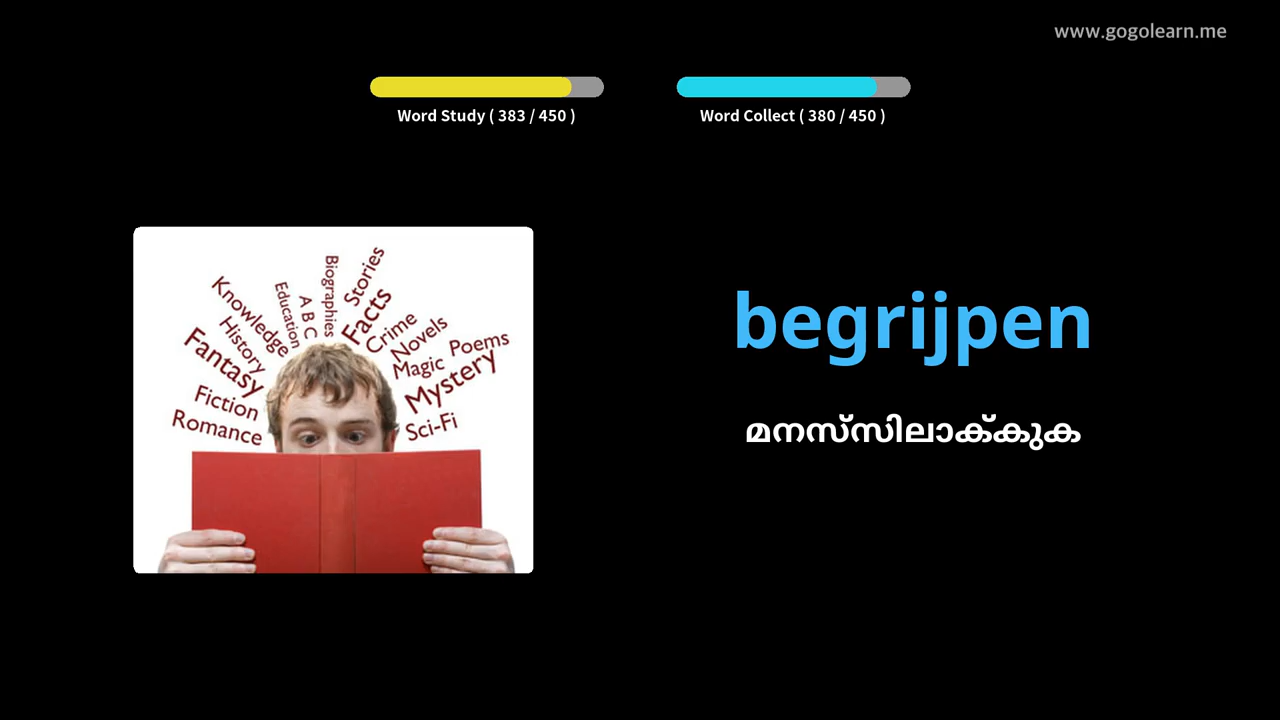 www.gogolearn.me
Word Study ( 383 / 450 )
Word Collect ( 380 / 450 )
Biographies
Stories
Education
A B C
Facts
Knowledge
Crime
History
Novels
Fantasy
Magic
Poems
Mystery
Fiction
Romance
Sci-Fi
begrijpen
മനസ്സിലാക്കുക